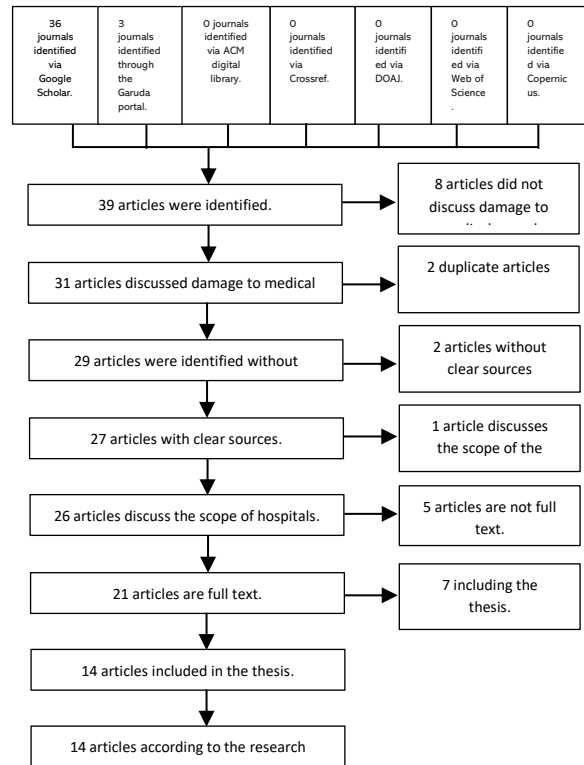 36
journals
identified
via
Google
Scholar.
3
journals
identified
through
the
Garuda
portal.
0 journals
identified
via ACM
digital
library.
0
journals
identified
via
Crossref.
0
journals
identifi
ed via
DOAJ.
0
journals
identifi
ed via
Web of
Science
.
0
journals
identifie
d via
Copernic
us.
39 articles were identified.
8 articles did not
discuss damage to
31 articles discussed damage to medical
2 duplicate articles
29 articles were identified without
2 articles without
clear sources
27 articles with clear sources.
1 article discusses
the scope of the
26 articles discuss the scope of hospitals.
5 articles are not full
text.
21 articles are full text.
7 including the
thesis.
14 articles included in the thesis.
14 articles according to the research